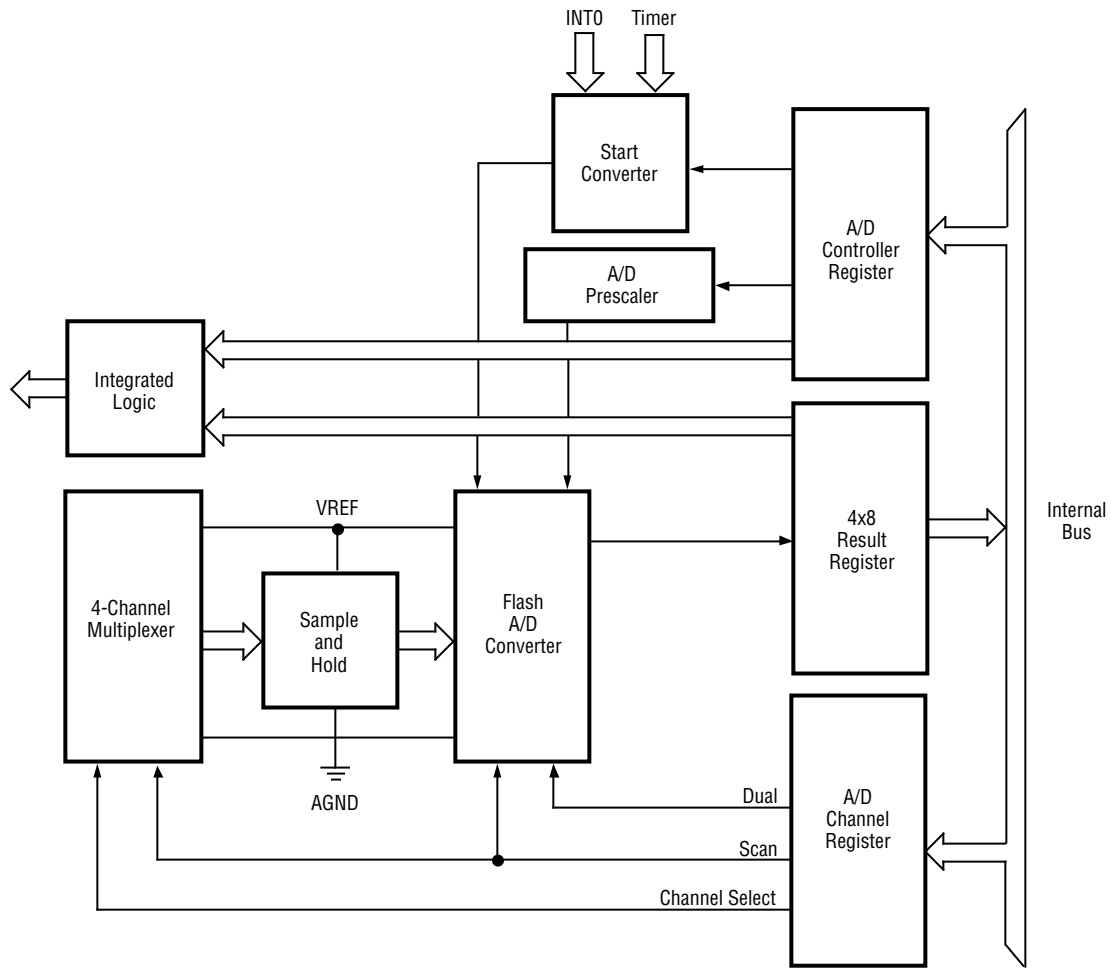 INT0 Timer
Start
Converter
A/D
Controller
Register
A/D
Prescaler
Integrated
Logic
4x8
Result
Register
Internal
Bus
VREF
4-Channel
Multiplexer
Sample
and
Hold
Flash
A/D
Converter
AGND
Dual
Scan
Channel Select
A/D
Channel
Register